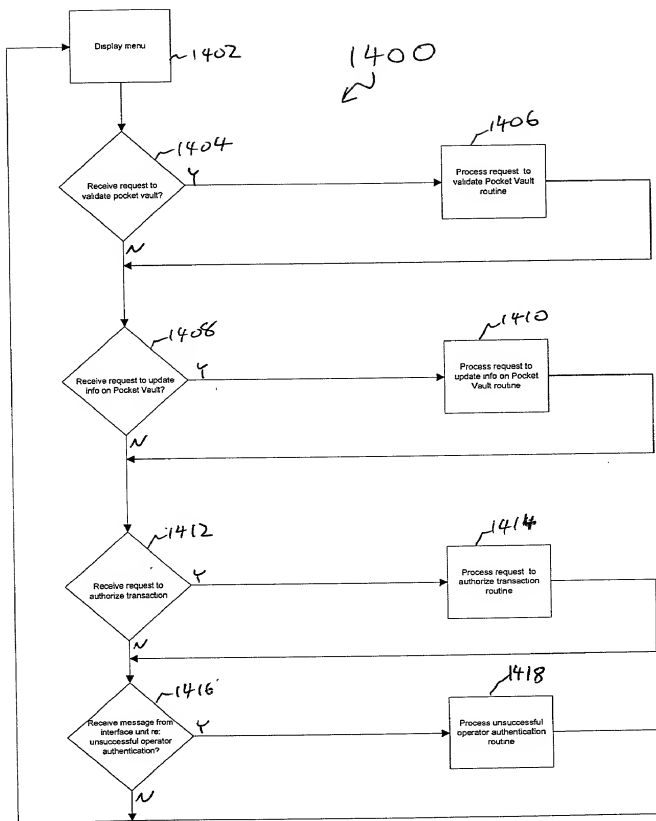 Display menu
1402
1400
1404
1406
Receive request to
validate pocket vault?
Y
Process request to
validate Pocket Vault
routine
N
1408
1410
Receive request to update
info on Pocket Vault?
Y
Process request to
update info on Pocket
Vault routine
N
1412
1414
Receive request to
authorize transaction
Y
Process request to
authorize transaction
routine
N
1416
1418
Receive message from
interface unit re:
unsuccessful operator
authentication?
Y
Process unsuccessful
operator authentication
routine
N